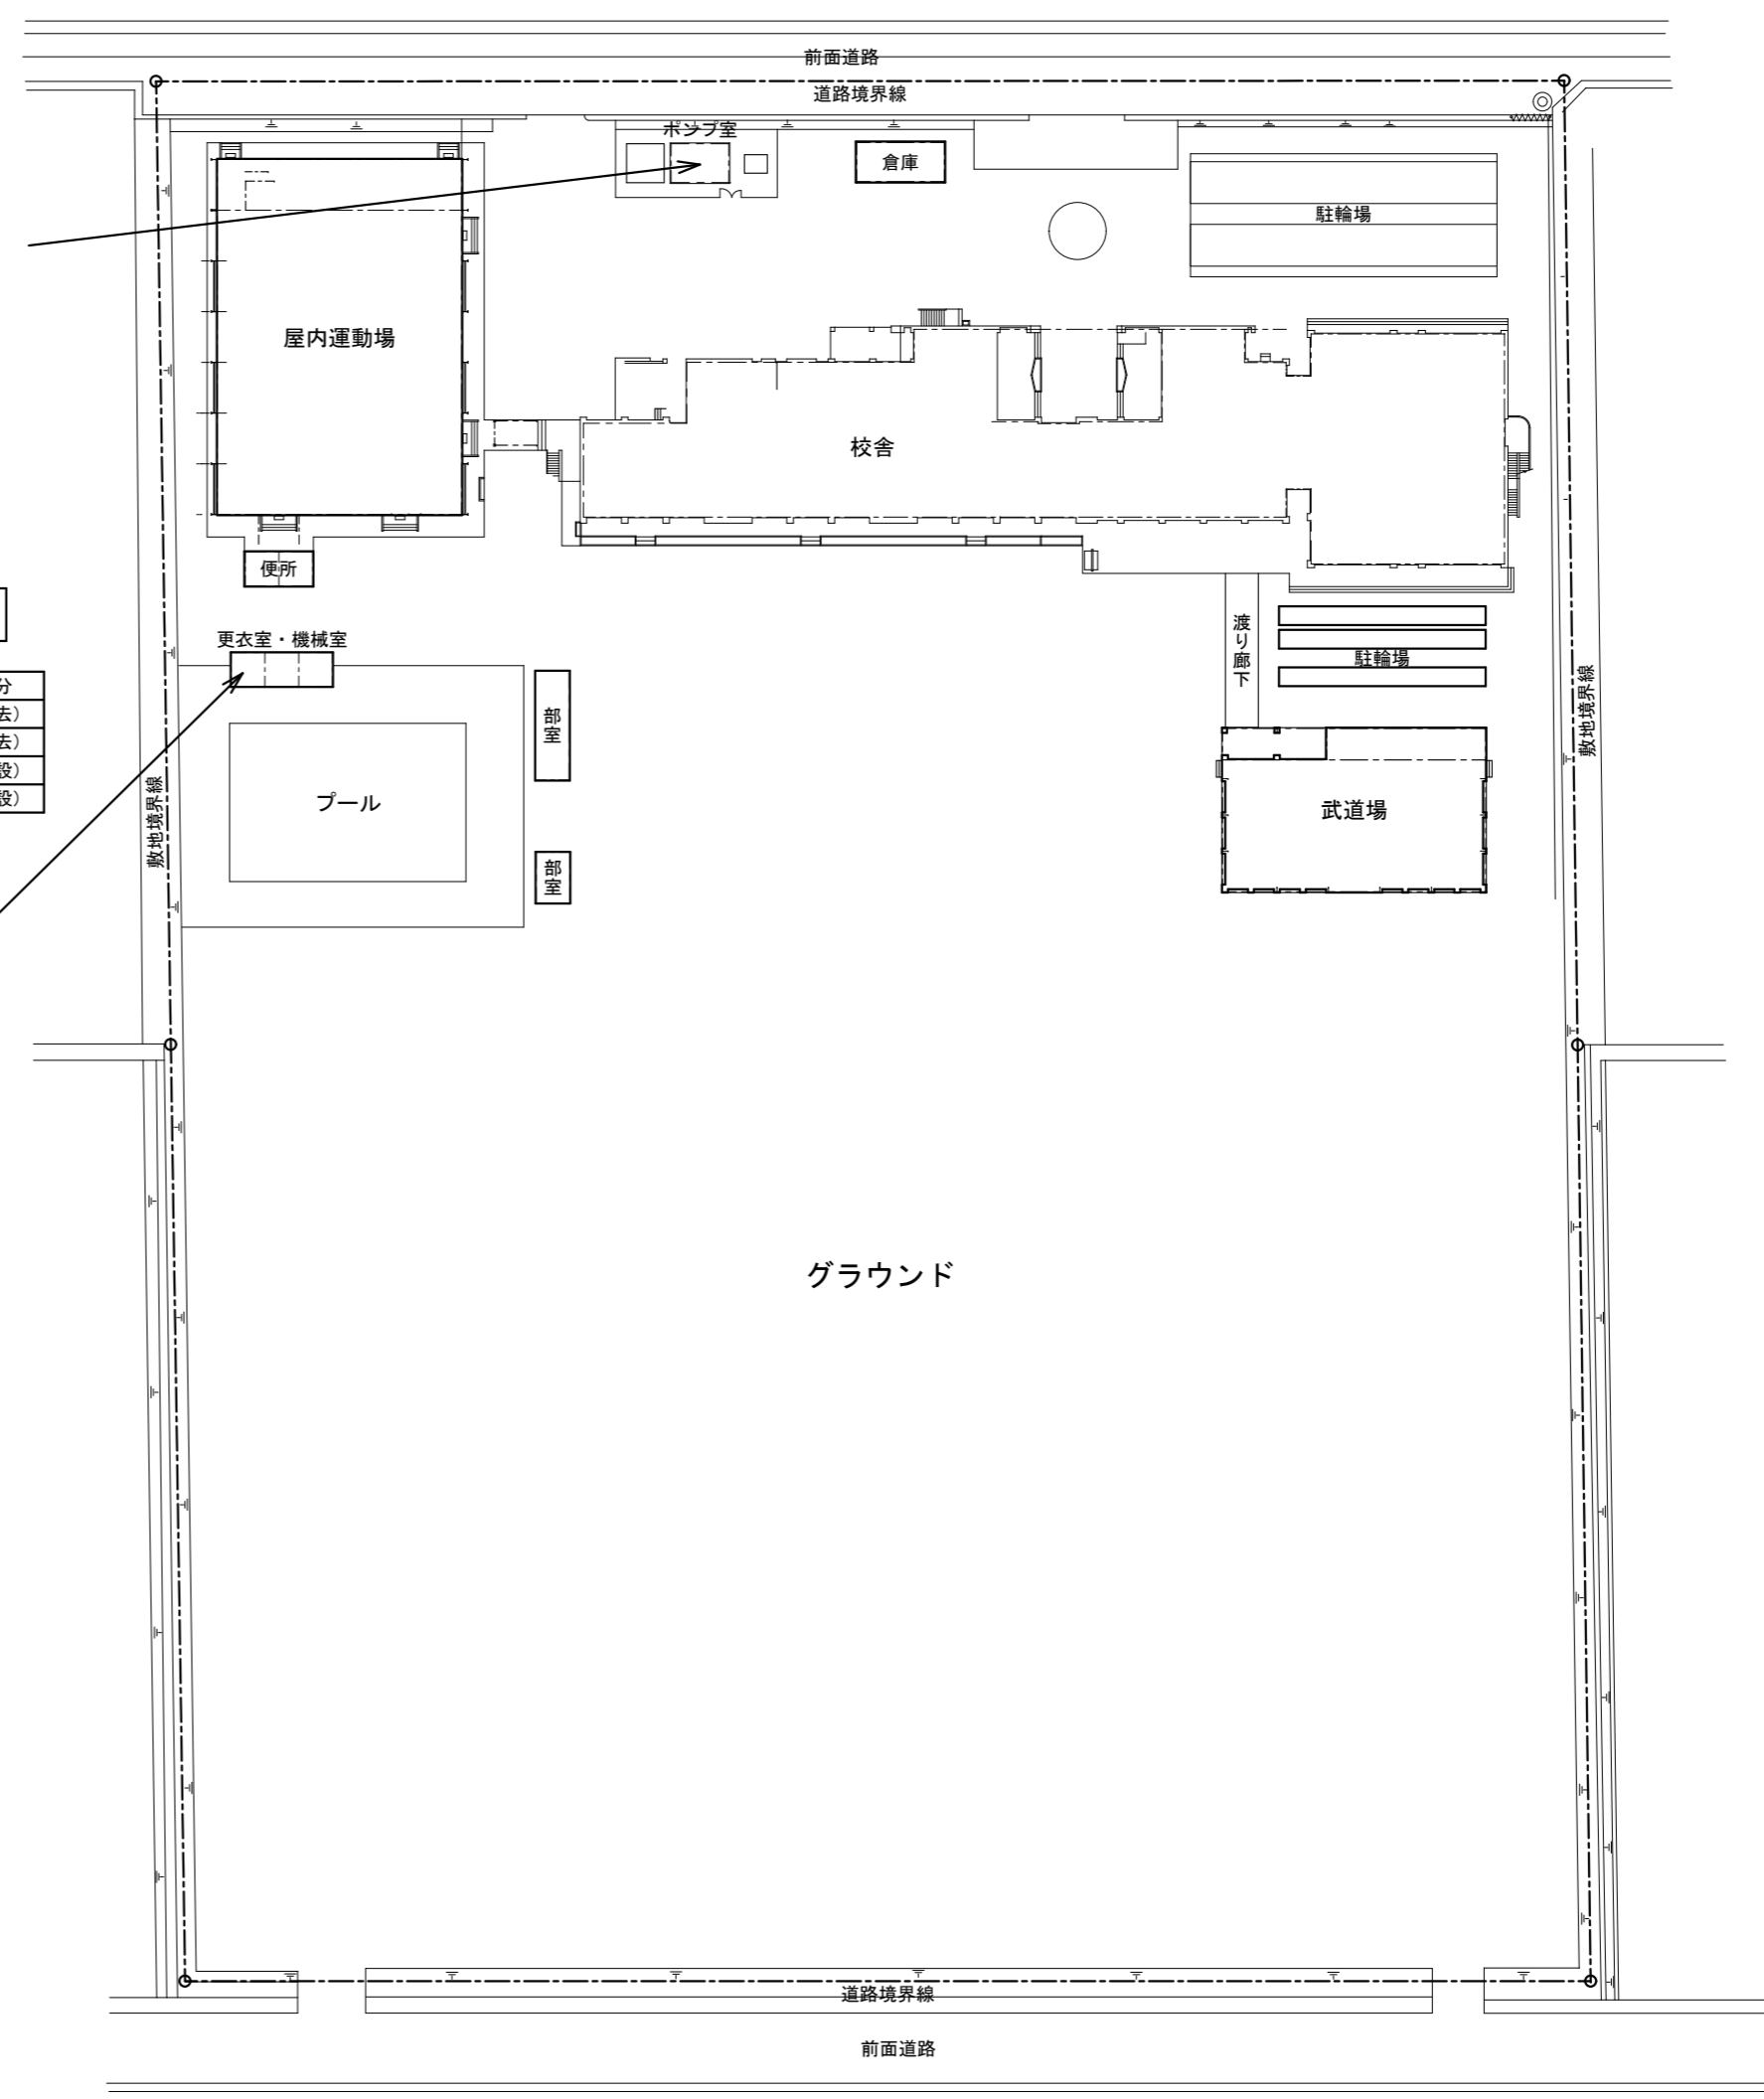 前面道路
道路境界線
ポンプ室
倉庫
駐輪場
屋内運動場
校舎
便所
渡り廊下
更衣室・機械室
駐輪場
敷地境界線
分
去）
去）
設）
設）
部室
プール
武道場
敷地境界線
部室
グラウンド
道路境界線
前面道路